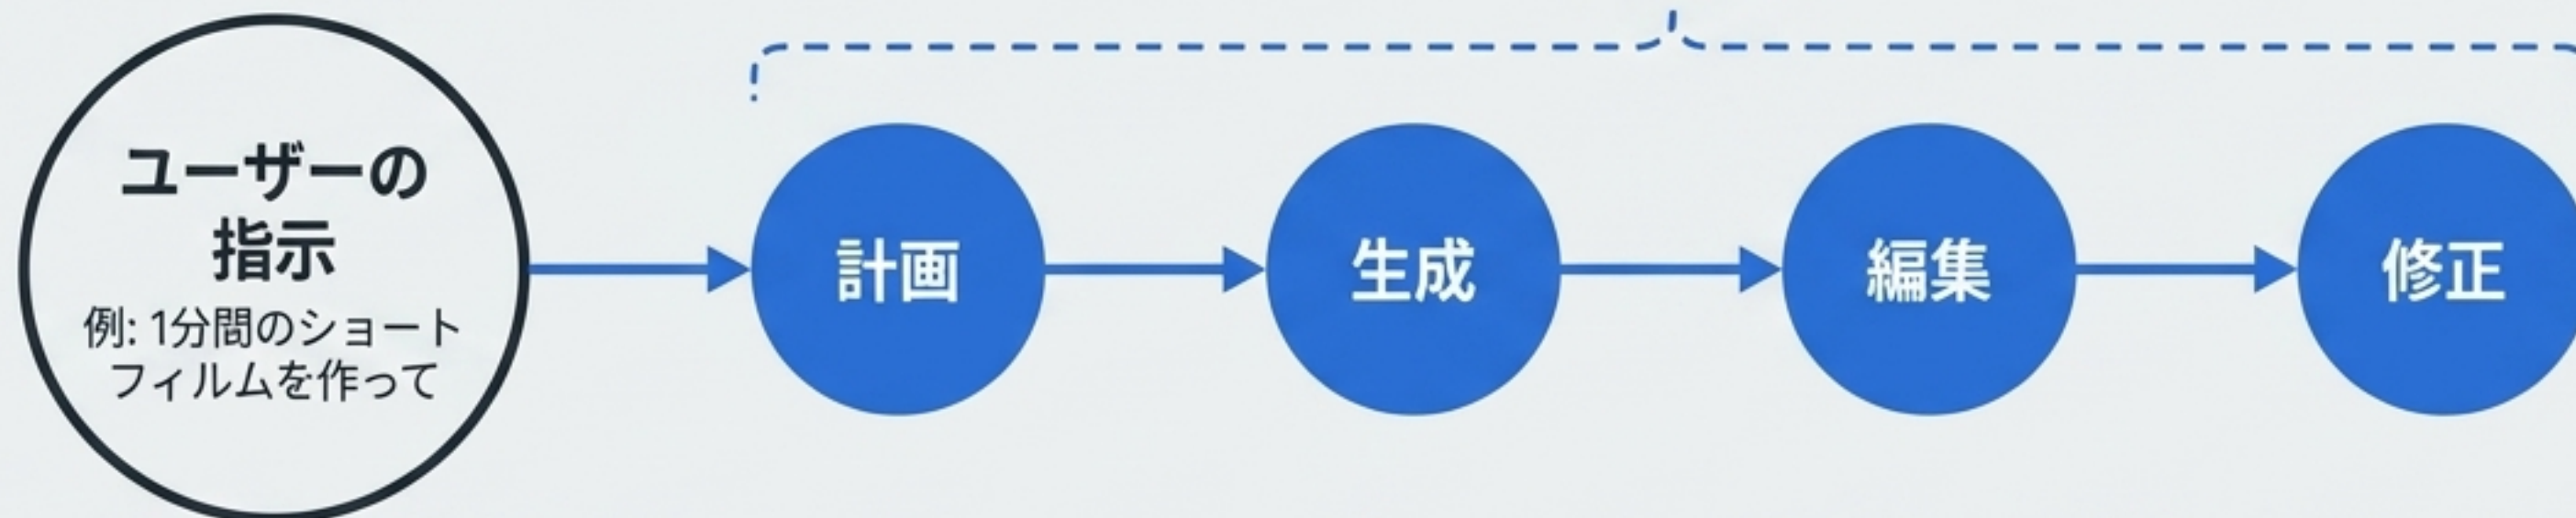 ユーザーの
指示
例: 1分間のショート
フィルムを作って
計画
生成
編集
修正